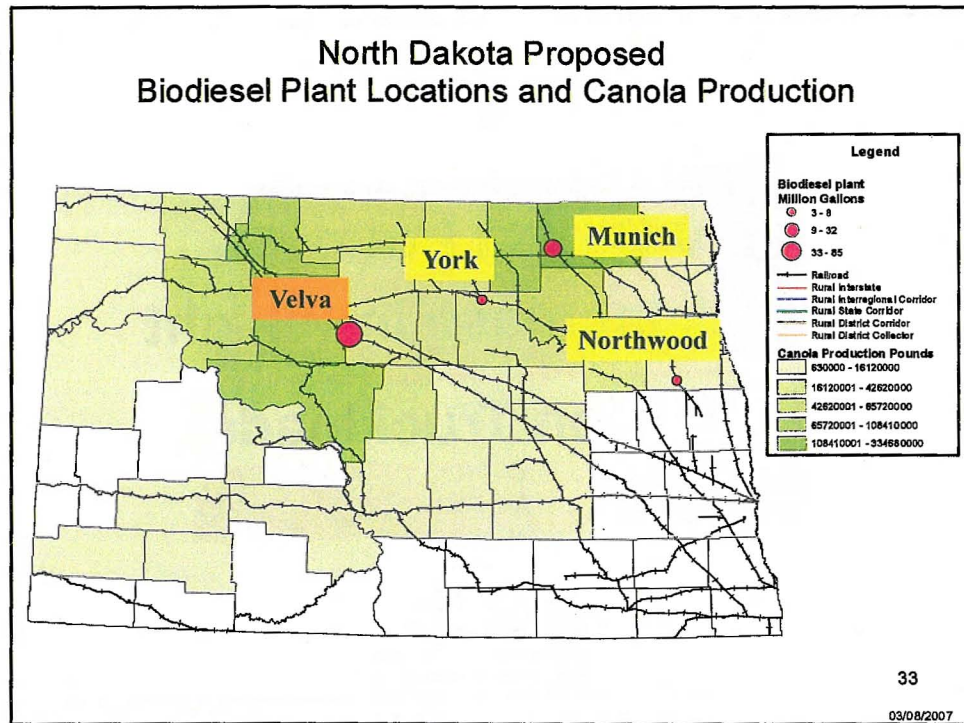 North Dakota Proposed
Biodiesel Plant Locations and Canola Production
Legend
Biodiesel plant
Million Gallons
3 - 8
9 - 32
33 - 85
Railroad
Rural Interstate
Rural Interregional Corridor
Rural State Corridor
Rural District Corridor
Rural District Collector
Canola Production Pounds
630000 - 16120000
16120001 - 42620000
42620001 - 65720000
65720001 - 108410000
108410001 - 334680000
Munich
York
Velva
Northwood
33
03/08/2007